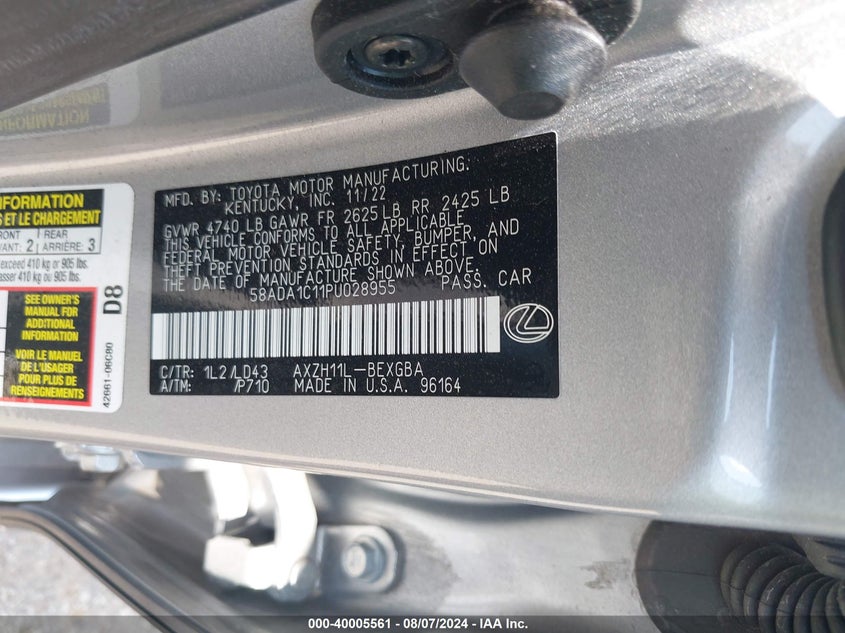 INFORMATION
S ET LE CHARGEMENT
FRONT
UANT: 2
REAR
ARRIÈRE: 3
exceed 410 kg or 905 lbs.
asser 410 kg ou 905 lbs.
SEE OWNER'S
MANUAL FOR
ADDITIONAL
INFORMATION
VOIR LE MANUEL
DE L'USAGER
POUR PLUS DE
RENSEIGNEMENTS
D8
42661-06C80
MFD. BY: TOYOTA MOTOR MANUFACTURING.
KENTUCKY, INC. 11/22
GVWR 4740 LB GAWR FR 2625 LB RR 2425 LB
THIS VEHICLE CONFORMS TO ALL APPLICABLE
FEDERAL MOTOR VEHICLE SAFETY, BUMPER, AND
THEFT PREVENTION STANDARDS IN EFFECT ON
THE DATE OF MANUFACTURE SHOWN ABOVE.
58ADA1C11PU028955 PASS. CAR
C/TR: 1L2/LD43 AXZH11L-BEXGBA
A/TM: /P710 MADE IN U.S.A. 96164
000-40005561 - 08/07/2024 - IAA Inc.